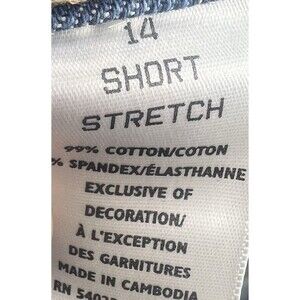 14
SHORT
STRETCH
99% COTTON/COTON
% SPANDEX/ÉLASTHANNE
EXCLUSIVE OF
DECORATION/
À L'EXCEPTION
DES GARNITURES
MADE IN CAMBODIA
RN